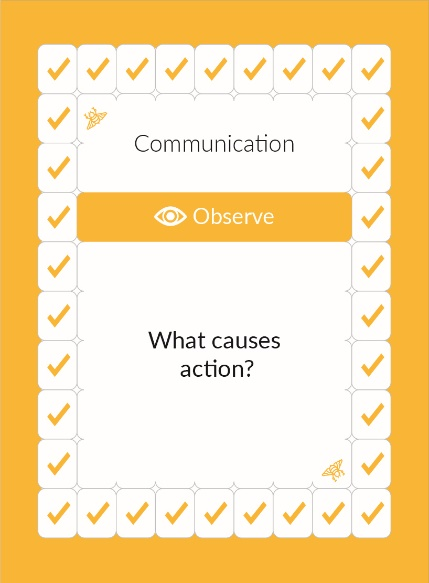 Communication
Observe
What causes
action?